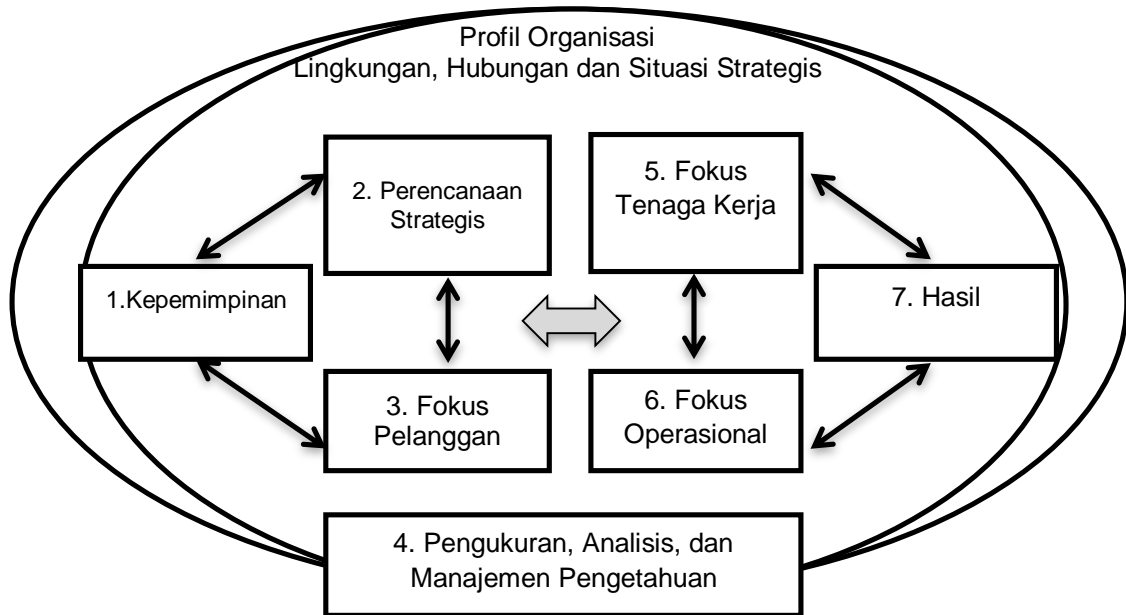 Profil Organisasi
Lingkungan, Hubungan dan Situasi Strategis
2. Perencanaan
Strategis
5. Fokus
Tenaga Kerja
1.Kepemimpinan
7. Hasil
3. Fokus
Pelanggan
6. Fokus
Operasional
4. Pengukuran, Analisis, dan
Manajemen Pengetahuan